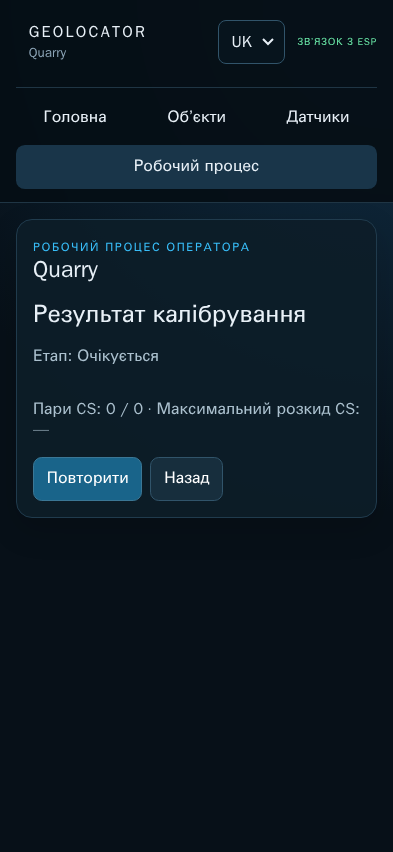 GEOLOCATOR
Quarry
UK
ЗВ'ЯЗОК З ESP
Головна
Об'єкти
Датчики
Робочий процес
РОБОЧИЙ ПРОЦЕС ОПЕРАТОРА
Quarry
Результат калібрування
Етап: Очікується
Пари CS: 0 / 0 · Максимальний розкид CS:
—
Повторити
Назад